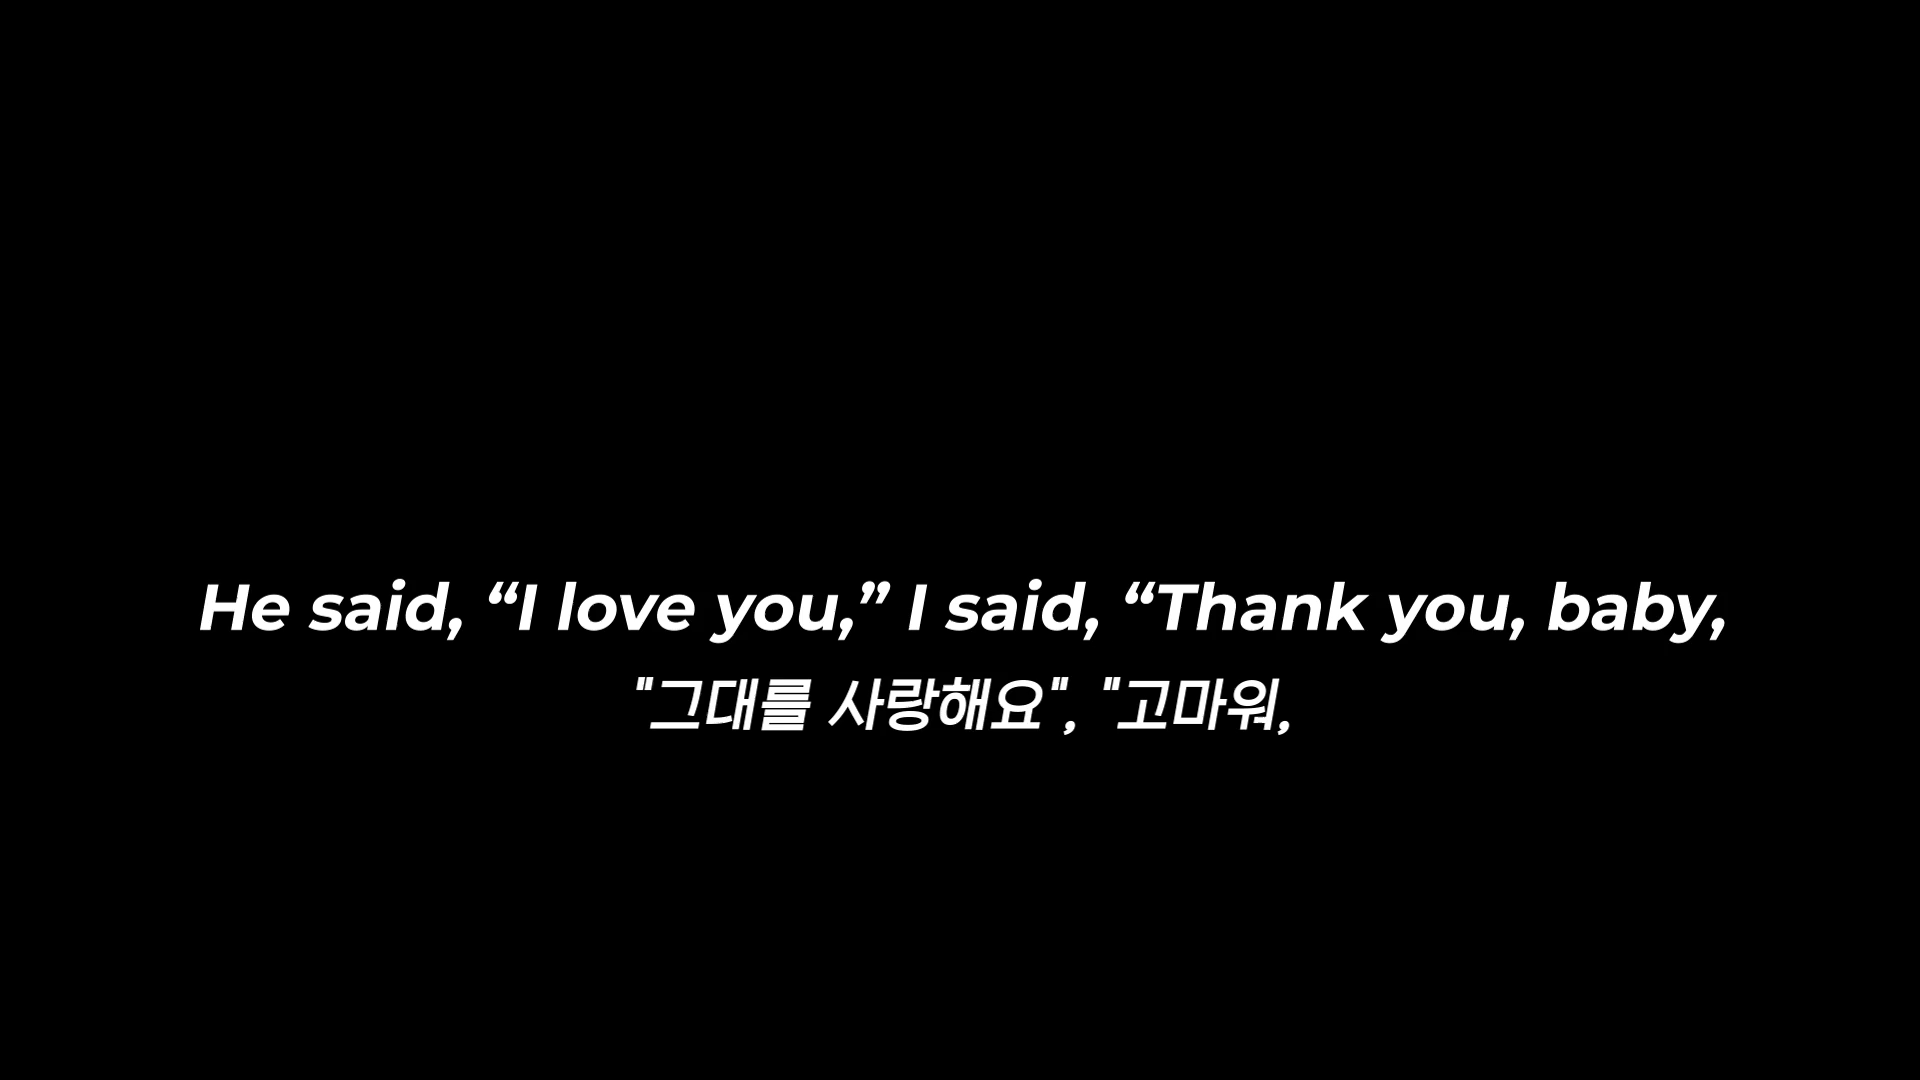 He said, “I love you,” I said, “Thank you, baby,
"그대를 사랑해요", "고마워,